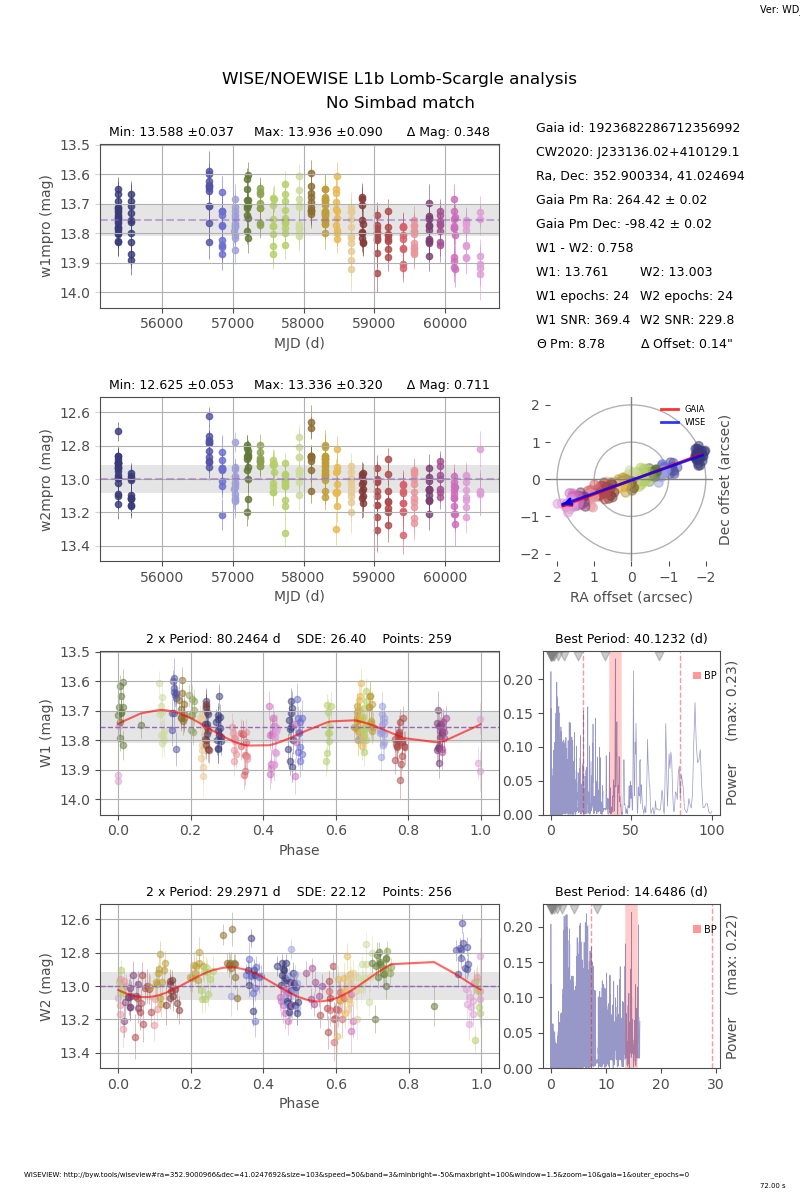 Ver: WD_
WISE/NOEWISE L1b Lomb-Scargle analysis
No Simbad match
Min: 13.588 ±0.037 Max: 13.936 ±0.090 Δ Mag: 0.348
13.5
13.6
13.7
13.8
13.9
14.0
w1mpro (mag)
56000 57000 58000 59000 60000
MJD (d)
Gaia id: 1923682286712356992
CW2020: J233136.02+410129.1
Ra, Dec: 352.900334, 41.024694
Gaia Pm Ra: 264.42 ± 0.02
Gaia Pm Dec: -98.42 ± 0.02
W1 - W2: 0.758
W1: 13.761 W2: 13.003
W1 epochs: 24 W2 epochs: 24
W1 SNR: 369.4 W2 SNR: 229.8
Θ Pm: 8.78 Δ Offset: 0.14"
Min: 12.625 ±0.053 Max: 13.336 ±0.320 Δ Mag: 0.711
12.6
12.8
13.0
13.2
13.4
w2mpro (mag)
56000 57000 58000 59000 60000
MJD (d)
GAIA
WISE
2
1
0
−1
−2
Dec offset (arcsec)
2 1 0 −1 −2
RA offset (arcsec)
2 x Period: 80.2464 d SDE: 26.40 Points: 259
13.5
13.6
13.7
13.8
13.9
14.0
W1 (mag)
0.0 0.2 0.4 0.6 0.8 1.0
Phase
Best Period: 40.1232 (d)
BP
0.20
0.15
0.10
0.05
0.00
Power (max: 0.23)
0 50 100
2 x Period: 29.2971 d SDE: 22.12 Points: 256
12.6
12.8
13.0
13.2
13.4
W2 (mag)
0.0 0.2 0.4 0.6 0.8 1.0
Phase
Best Period: 14.6486 (d)
BP
0.20
0.15
0.10
0.05
0.00
Power (max: 0.22)
0 10 20 30
WISEVIEW: http://byw.tools/wiseview#ra=352.9000966&dec=41.0247692&size=103&speed=50&band=3&minbright=-50&maxbright=100&window=1.5&zoom=10&gaia=1&outer_epochs=0
72.00 s